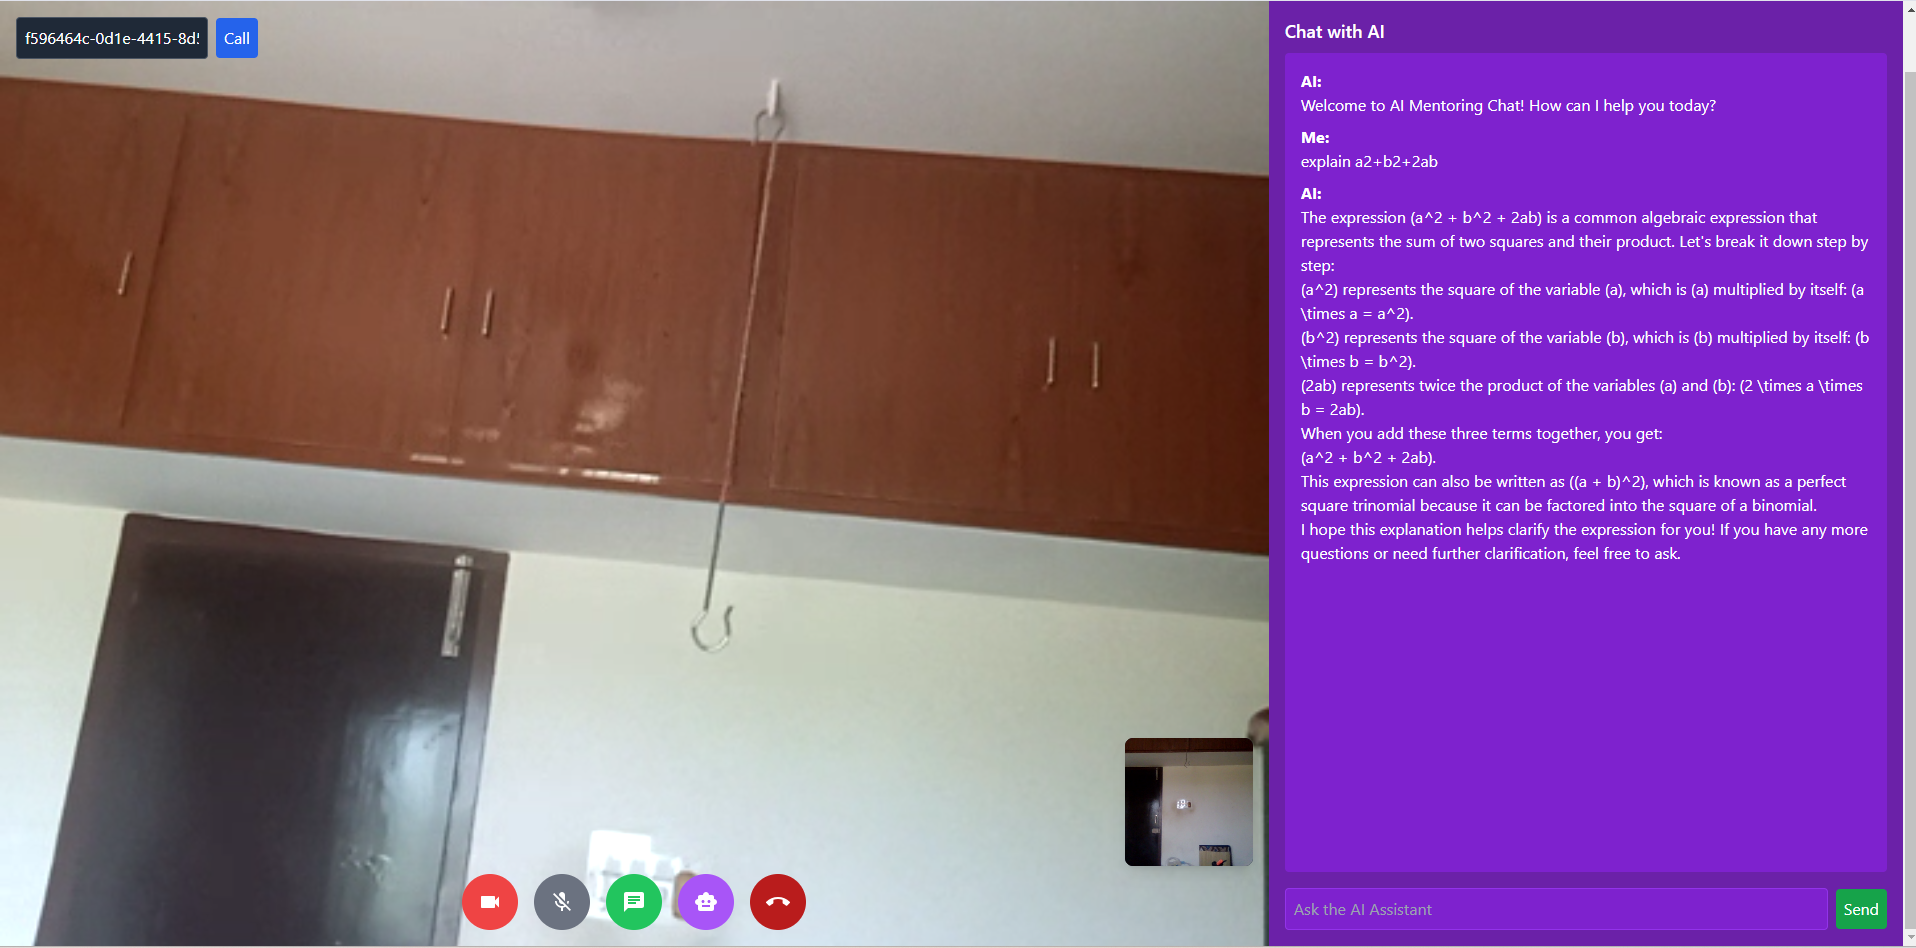 f596464c-0d1e-4415-8d5
Call
Chat with AI
AI:
Welcome to AI Mentoring Chat! How can I help you today?
Me:
explain a2+b2+2ab
AI:
The expression (a^2 + b^2 + 2ab) is a common algebraic expression that
represents the sum of two squares and their product. Let's break it down step by
step:
(a^2) represents the square of the variable (a), which is (a) multiplied by itself: (a
\times a = a^2).
(b^2) represents the square of the variable (b), which is (b) multiplied by itself: (b
\times b = b^2).
(2ab) represents twice the product of the variables (a) and (b): (2 \times a \times
b = 2ab).
When you add these three terms together, you get:
(a^2 + b^2 + 2ab).
This expression can also be written as ((a + b)^2), which is known as a perfect
square trinomial because it can be factored into the square of a binomial.
I hope this explanation helps clarify the expression for you! If you have any more
questions or need further clarification, feel free to ask.
Ask the AI Assistant
Send